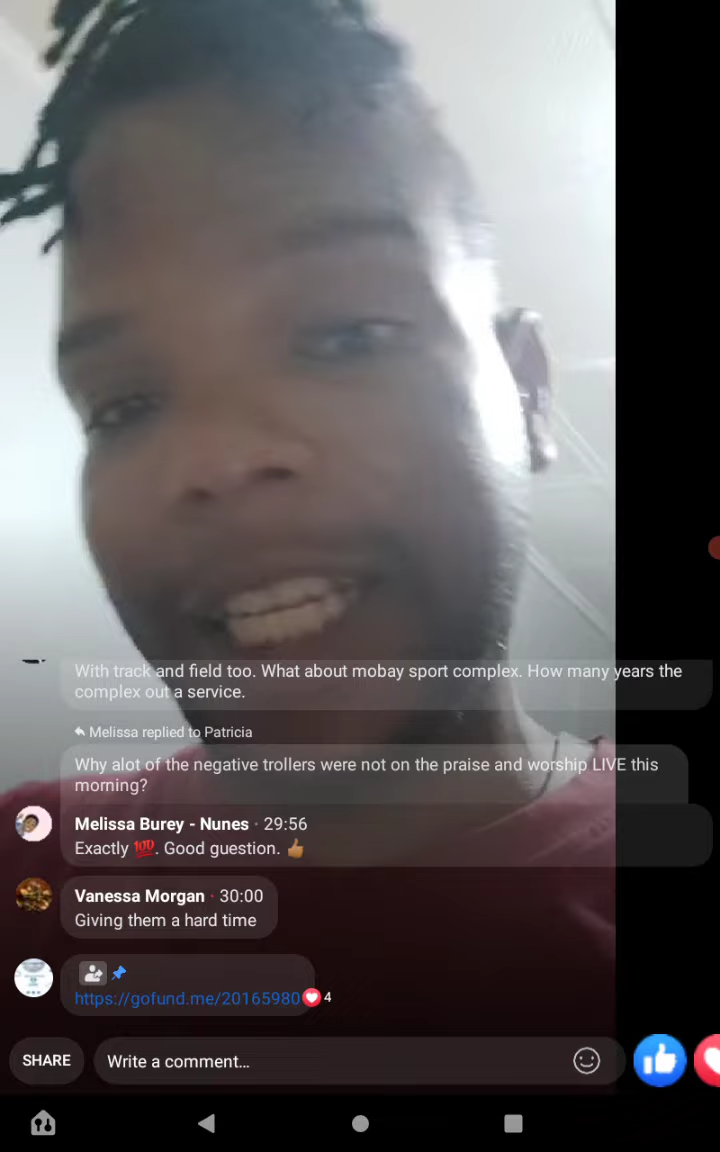 With track and field too. What about mobay sport complex. How many years the
complex out a service.
Melissa replied to Patricia
Why alot of the negative trollers were not on the praise and worship LIVE this
morning?
Melissa Burey - Nunes · 29:56
Exactly 💯. Good guestion. 👍🏽
Vanessa Morgan · 30:00
Giving them a hard time
https://gofund.me/20165980 4
SHARE
Write a comment...